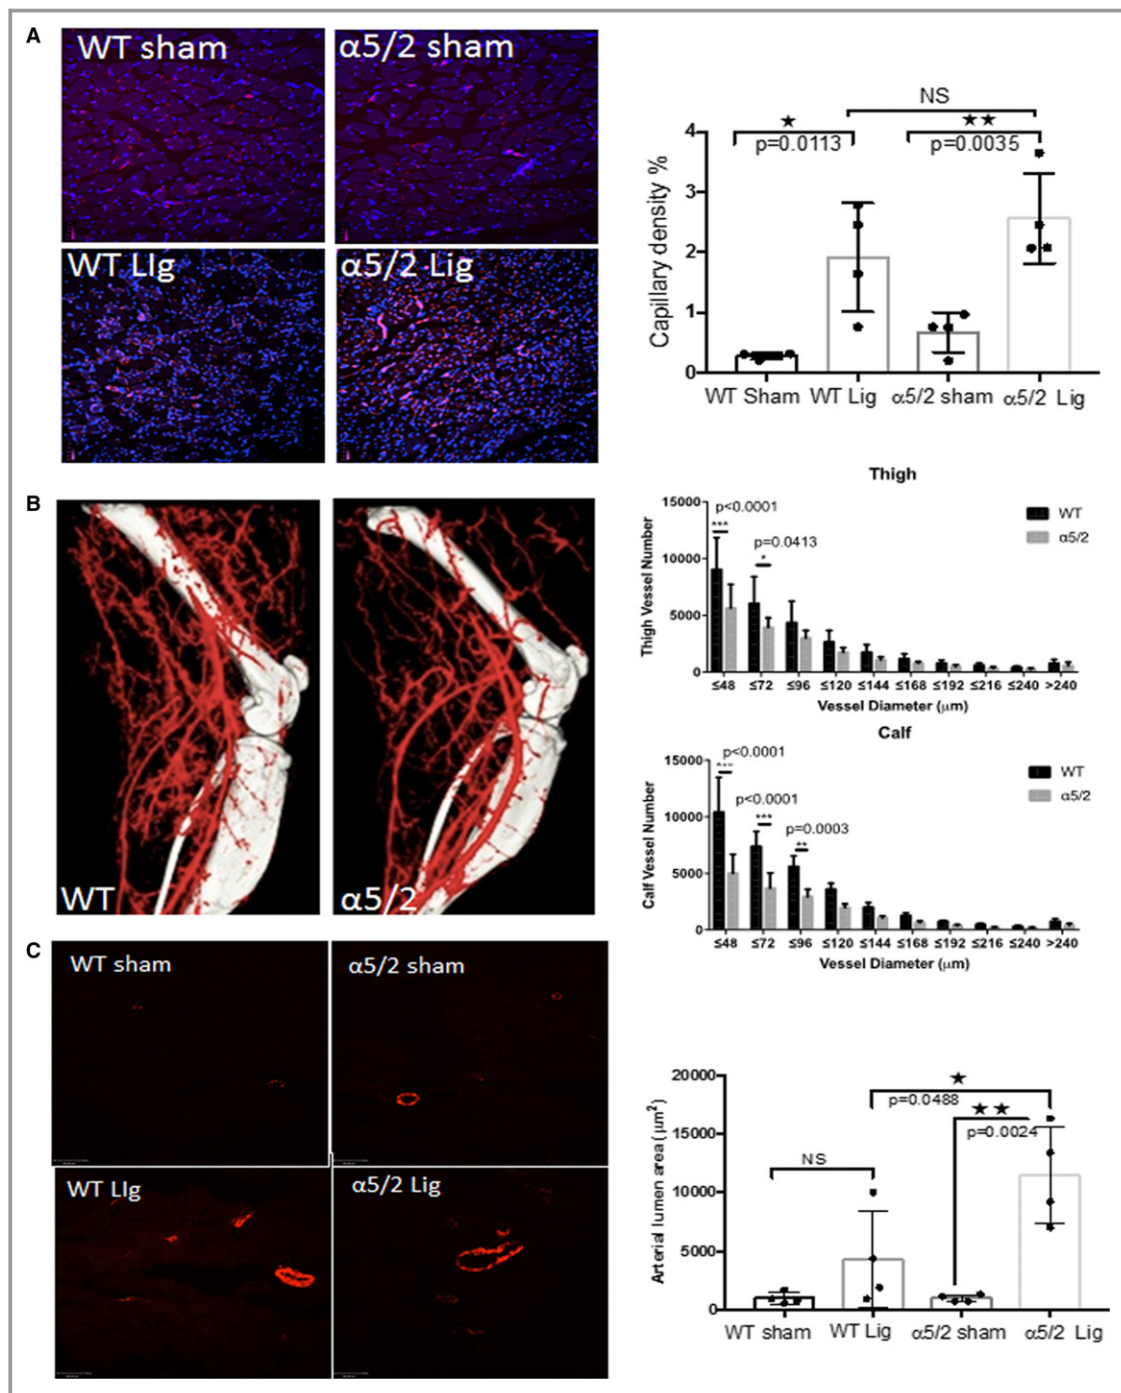 A
WT sham
α5/2 sham
WT LIg
α5/2 Lig
NS
★
★★
p=0.0113
p=0.0035
Capillary density %
4
3
2
1
0
WT Sham WT Lig α5/2 sham α5/2 Lig
B
WT
α5/2
Thigh
15000
10000
5000
0
Thigh Vessel Number
p<0.0001
***
p=0.0413
*
WT
α5/2
≤48 ≤72 ≤96 ≤120 ≤144 ≤168 ≤192 ≤216 ≤240 >240
Vessel Diameter (μm)
Calf
15000
10000
5000
0
Calf Vessel Number
p<0.0001
***
p<0.0001
***
p=0.0003
**
WT
α5/2
≤48 ≤72 ≤96 ≤120 ≤144 ≤168 ≤192 ≤216 ≤240 >240
Vessel Diameter (μm)
C
WT sham
α5/2 sham
WT LIg
α5/2 Lig
20000
15000
10000
5000
0
Arterial lumen area (μm²)
★
p=0.0488
★★
p=0.0024
NS
WT sham WT Lig α5/2 sham α5/2 Lig